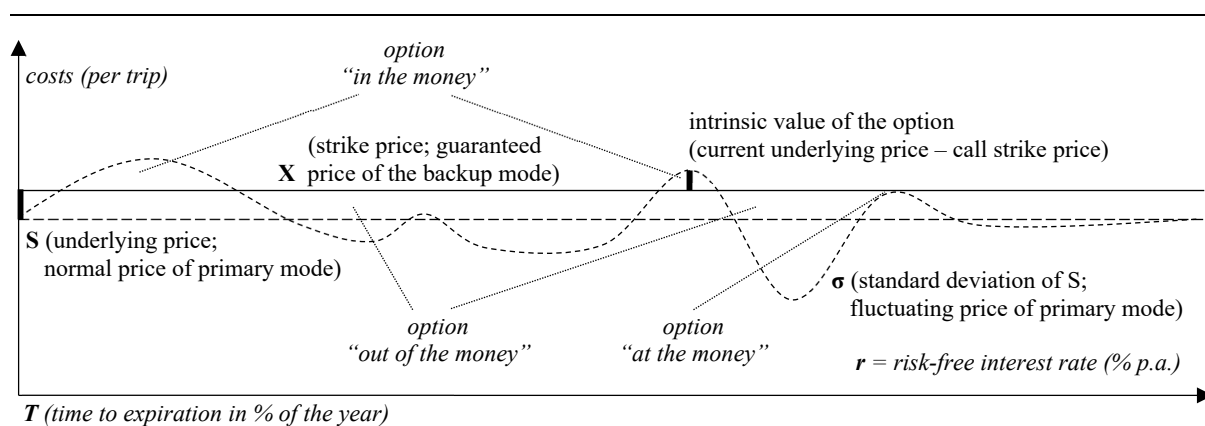 option
“in the money”
costs (per trip)
intrinsic value of the option
(current underlying price – call strike price)
(strike price; guaranteed
X price of the backup mode)
S (underlying price;
normal price of primary mode)
σ (standard deviation of S;
fluctuating price of primary mode)
option
“out of the money”
option
“at the money”
r = risk-free interest rate (% p.a.)
T (time to expiration in % of the year)